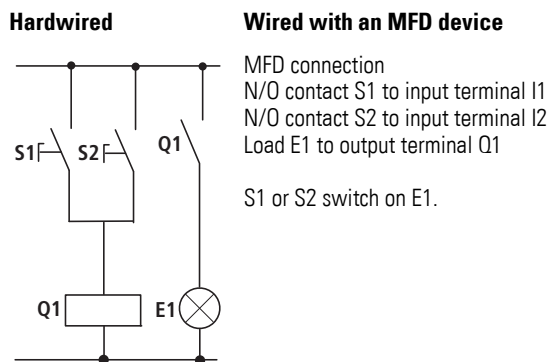 Hardwired
Wired with an MFD device
MFD connection
N/O contact S1 to input terminal I1
N/O contact S2 to input terminal I2
Load E1 to output terminal Q1
S1 or S2 switch on E1.
S1
S2
Q1
Q1
E1